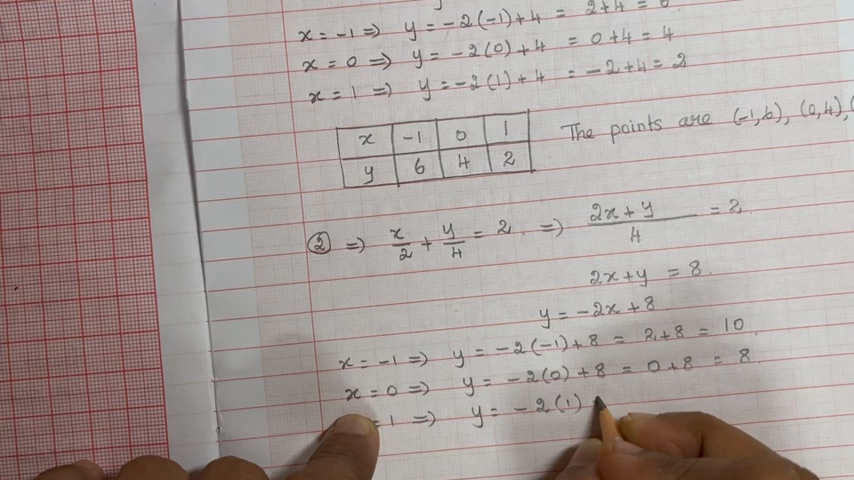 x = -1 ⇒ y = -2(-1)+4 = 2+4 = 6.
x = 0 ⇒ y = -2(0)+4 = 0+4 = 4
x = 1 ⇒ y = -2(1)+4 = -2+4 = 2
x -1 0 1
y 6 4 2
The points are (-1,6), (0,4),
② ⇒ x/2 + y/4 = 2. ⇒ (2x+y)/4 = 2
2x+y = 8.
y = -2x+8
x = -1 ⇒ y = -2(-1)+8 = 2+8 = 10.
x = 0 ⇒ y = -2(0)+8 = 0+8 = 8.
= 1 ⇒ y = -2(1)